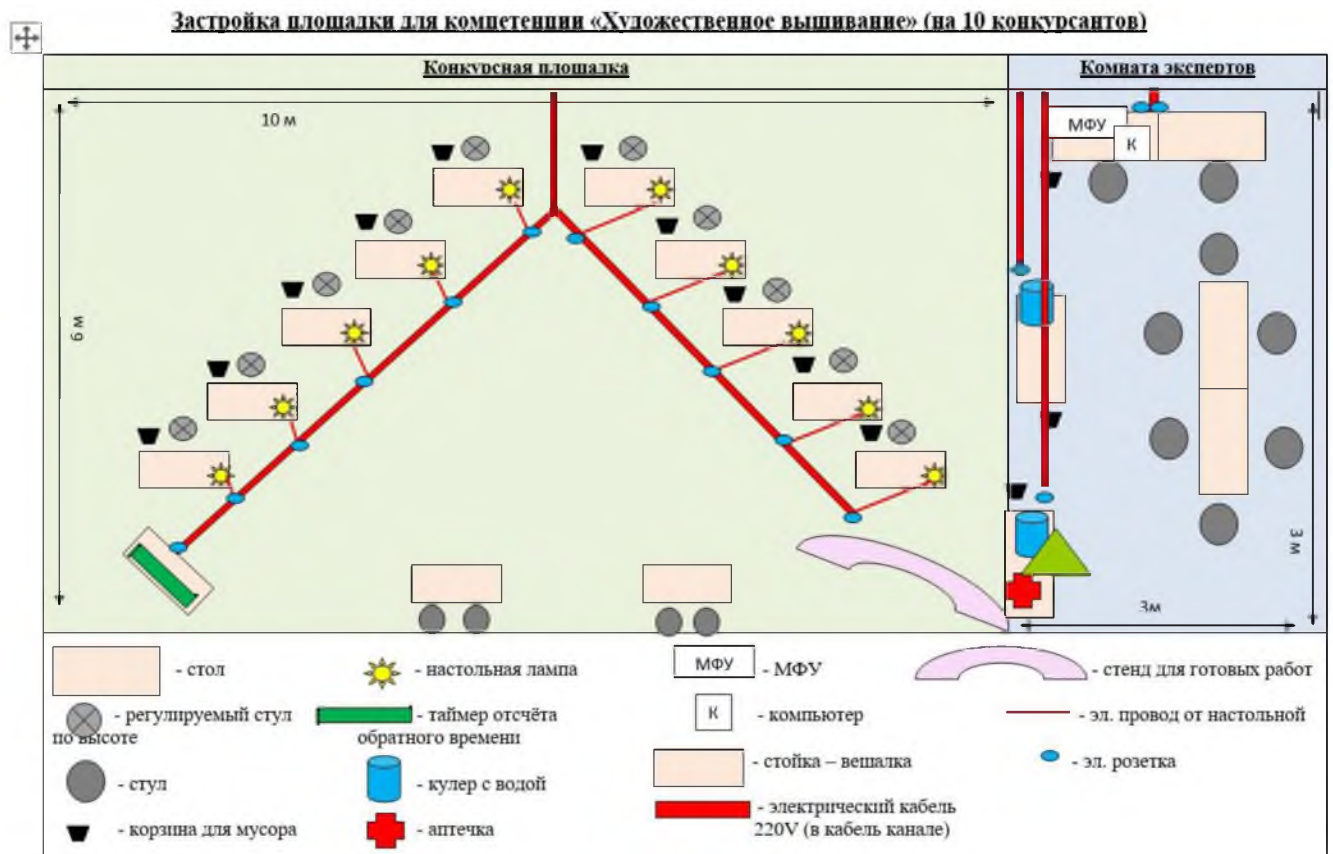 Застройка площадки для компетенции «Художественное вышивание» (на 10 конкурсантов)
Конкурсная площадка
Комната экспертов
10 м
6 м
МФУ
К
3 м
3м
- стол
- настольная лампа
МФУ - МФУ
- стенд для готовых работ
- регулируемый стул
по высоте
- таймер отсчёта
обратного времени
К - компьютер
- эл. провод от настольной
- стул
- кулер с водой
- стойка – вешалка
- эл. розетка
- корзина для мусора
- аптечка
- электрический кабель
220V (в кабель канале)